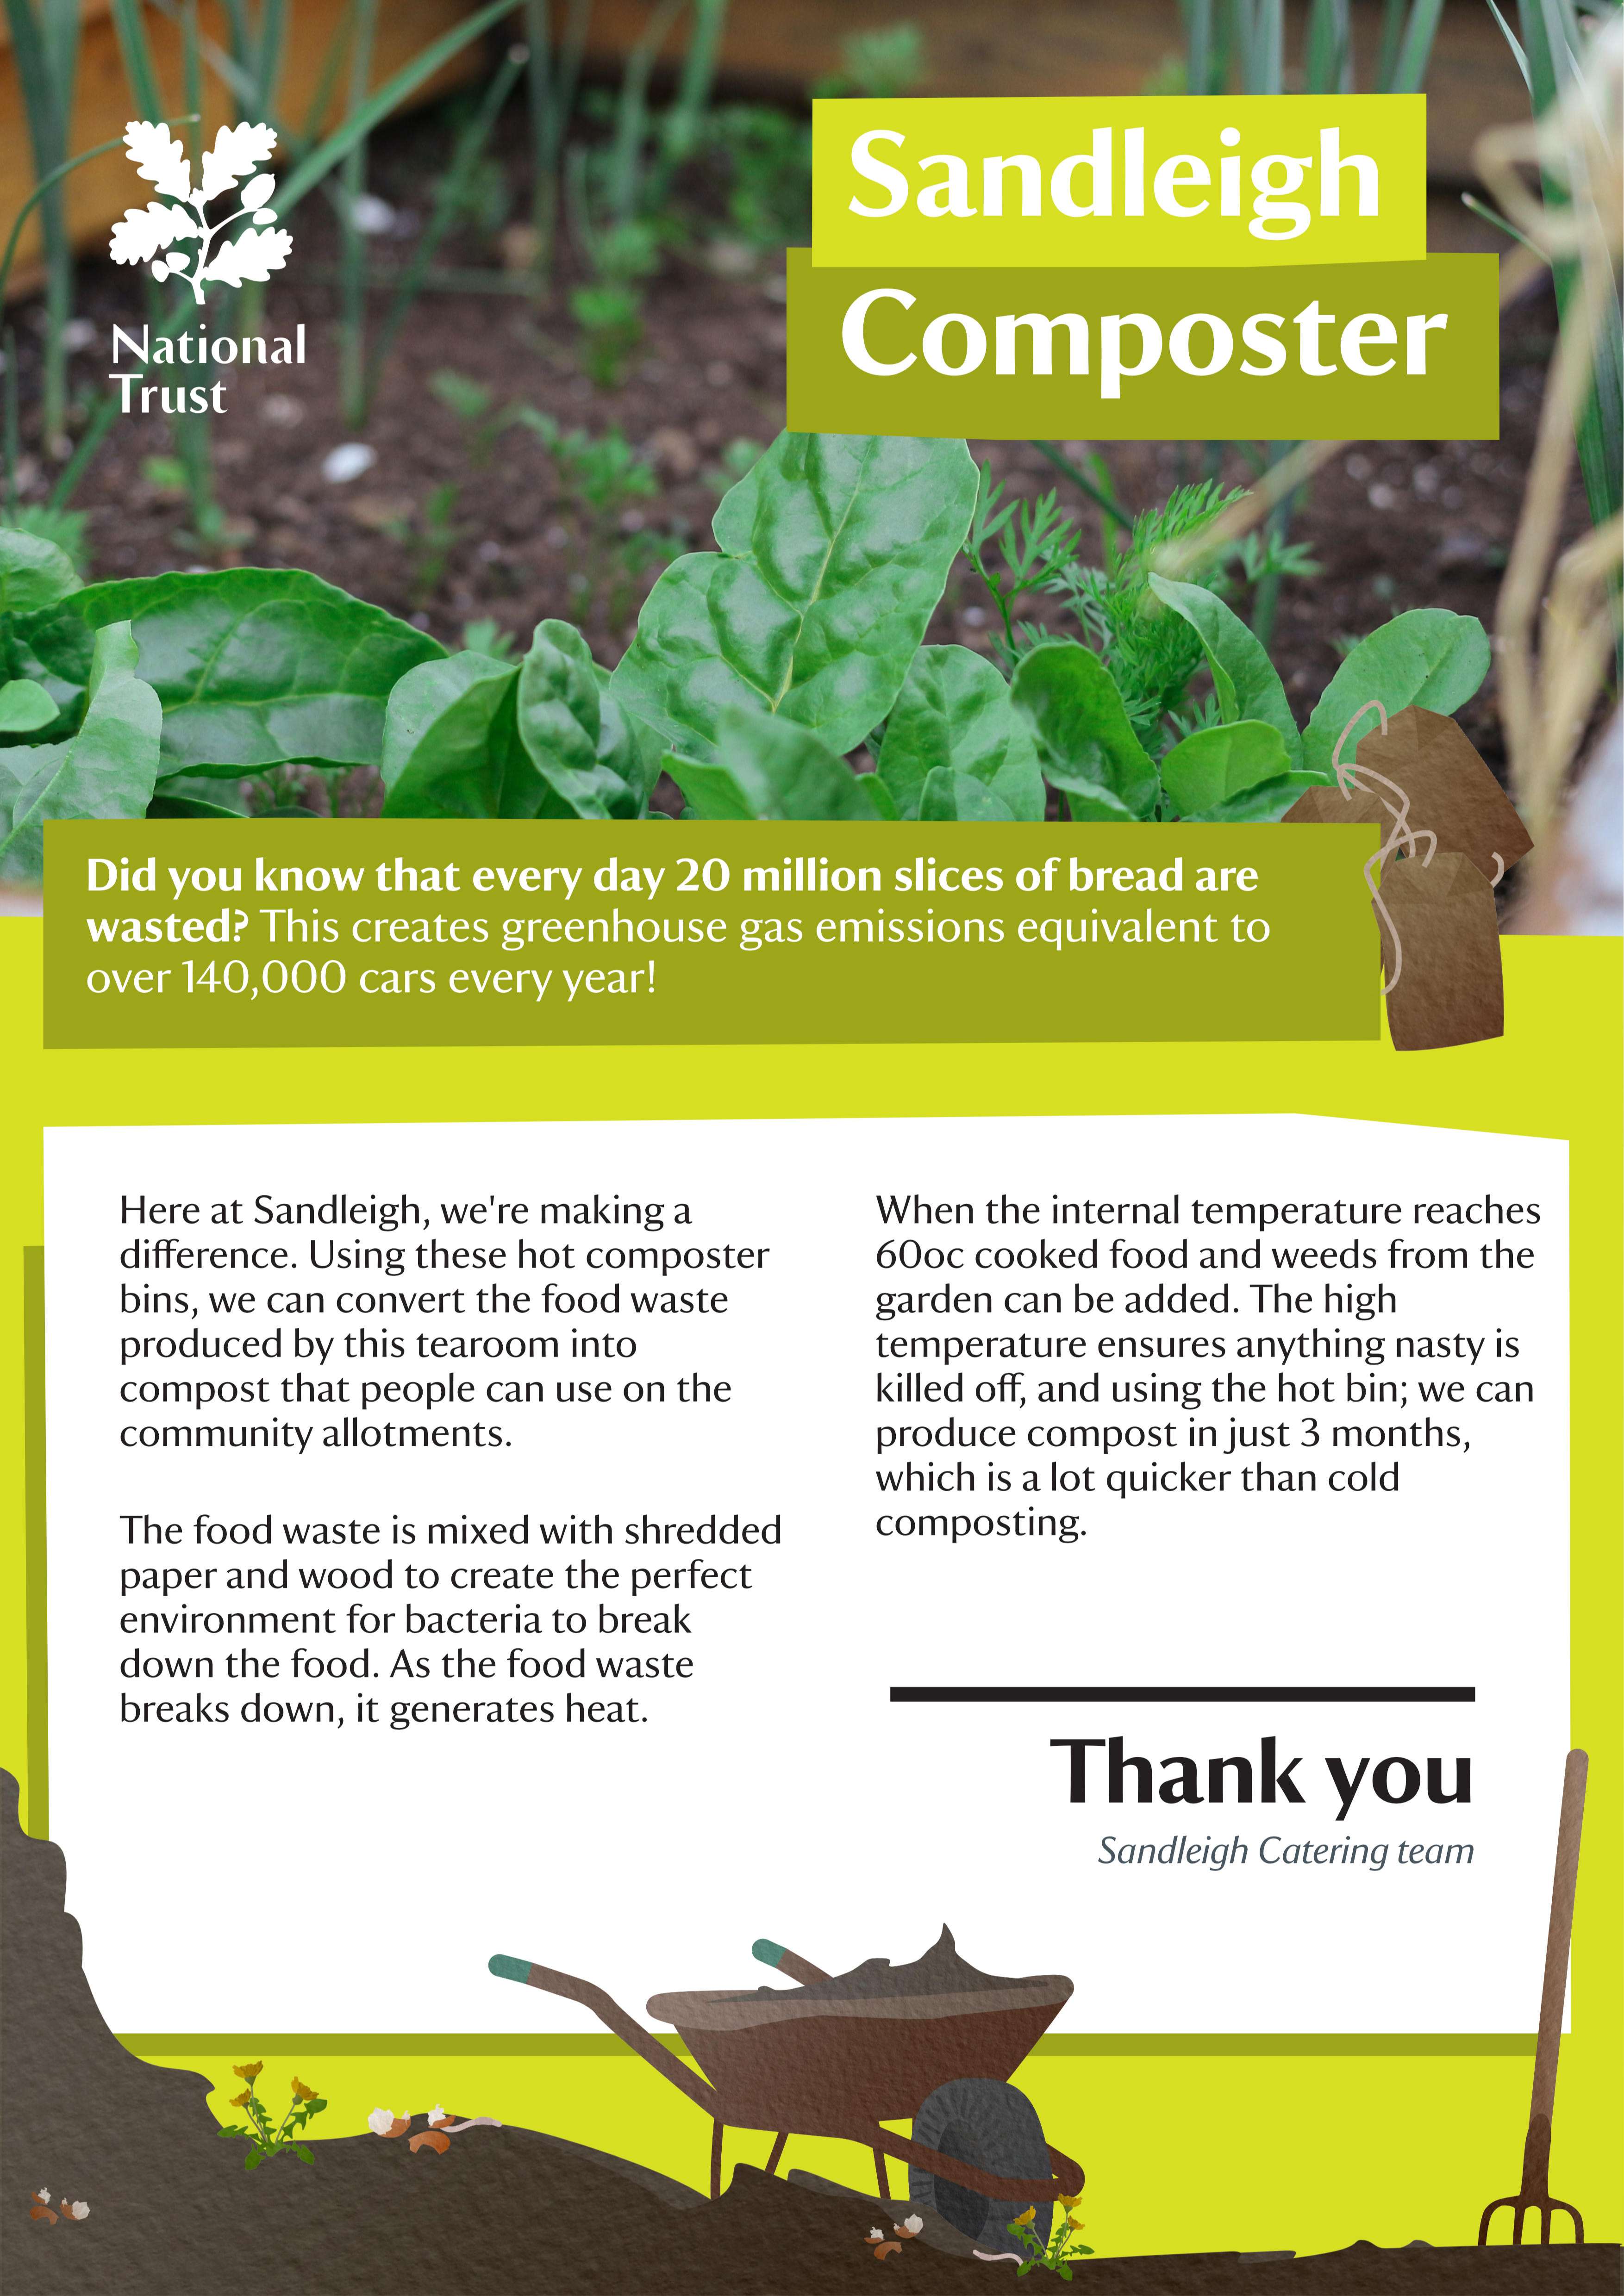 National
Trust
Sandleigh
Composter
Did you know that every day 20 million slices of bread are
wasted? This creates greenhouse gas emissions equivalent to
over 140,000 cars every year!
Here at Sandleigh, we're making a
difference. Using these hot composter
bins, we can convert the food waste
produced by this tearoom into
compost that people can use on the
community allotments.
The food waste is mixed with shredded
paper and wood to create the perfect
environment for bacteria to break
down the food. As the food waste
breaks down, it generates heat.
When the internal temperature reaches
60oc cooked food and weeds from the
garden can be added. The high
temperature ensures anything nasty is
killed off, and using the hot bin; we can
produce compost in just 3 months,
which is a lot quicker than cold
composting.
Thank you
Sandleigh Catering team